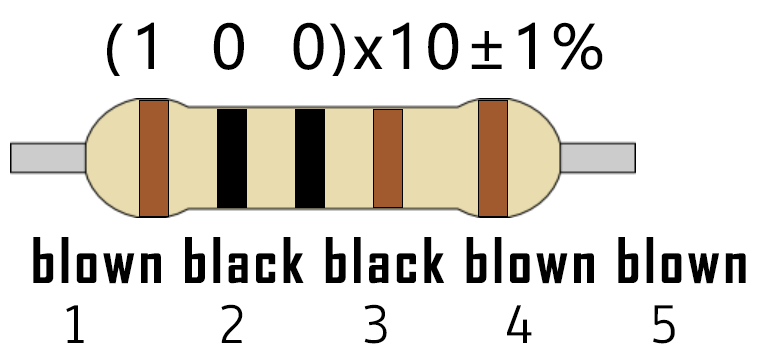 (1 0 0)x10±1%
blown black black blown blown
1 2 3 4 5